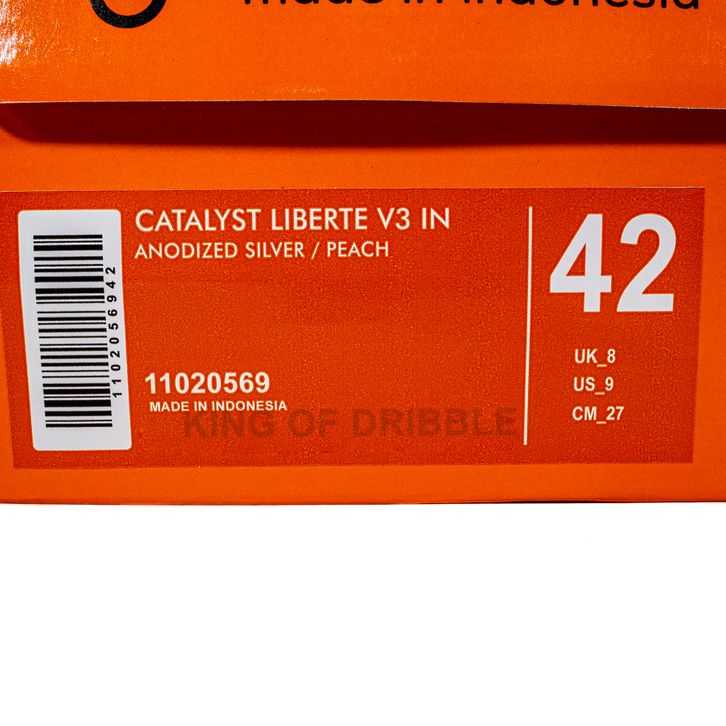 made in indonesia
CATALYST LIBERTE V3 IN
ANODIZED SILVER / PEACH
1102056942
11020569
MADE IN INDONESIA
KING OF DRIBBLE
42
UK_8
US_9
CM_27